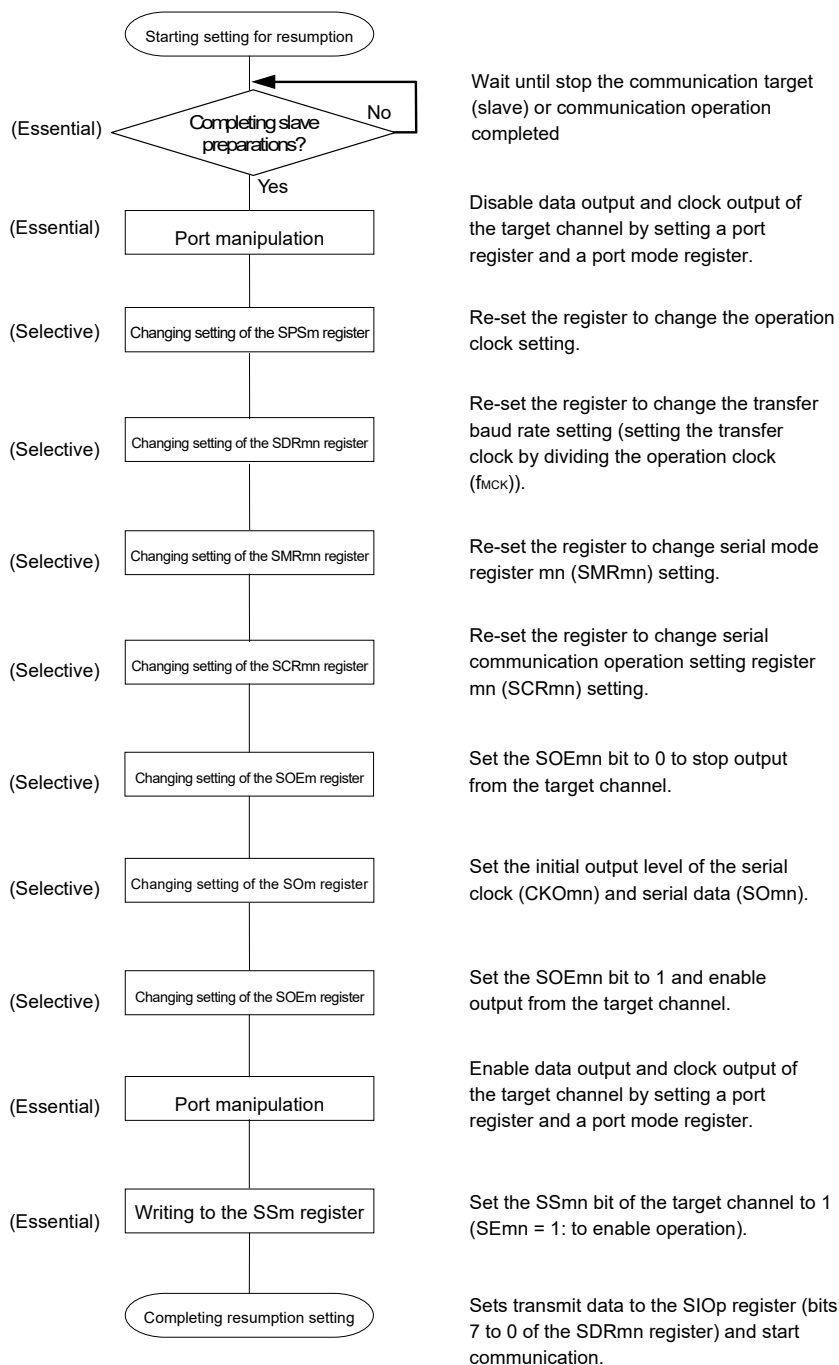 Starting setting for resumption
(Essential)
Completing slave
preparations?
No
Yes
Wait until stop the communication target
(slave) or communication operation
completed
(Essential)
Port manipulation
Disable data output and clock output of
the target channel by setting a port
register and a port mode register.
(Selective)
Changing setting of the SPSm register
Re-set the register to change the operation
clock setting.
(Selective)
Changing setting of the SDRmn register
Re-set the register to change the transfer
baud rate setting (setting the transfer
clock by dividing the operation clock
(fMCK)).
(Selective)
Changing setting of the SMRmn register
Re-set the register to change serial mode
register mn (SMRmn) setting.
(Selective)
Changing setting of the SCRmn register
Re-set the register to change serial
communication operation setting register
mn (SCRmn) setting.
(Selective)
Changing setting of the SOEm register
Set the SOEmn bit to 0 to stop output
from the target channel.
(Selective)
Changing setting of the SOm register
Set the initial output level of the serial
clock (CKOmn) and serial data (SOmn).
(Selective)
Changing setting of the SOEm register
Set the SOEmn bit to 1 and enable
output from the target channel.
(Essential)
Port manipulation
Enable data output and clock output of
the target channel by setting a port
register and a port mode register.
(Essential)
Writing to the SSm register
Set the SSmn bit of the target channel to 1
(SEmn = 1: to enable operation).
Completing resumption setting
Sets transmit data to the SIOp register (bits
7 to 0 of the SDRmn register) and start
communication.